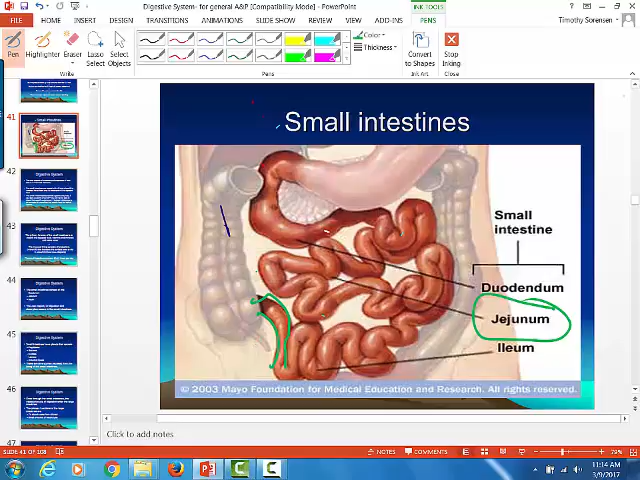 Digestive System- for general A&P [Compatibility Mode] - PowerPoint
INK TOOLS
FILE HOME INSERT DESIGN TRANSITIONS ANIMATIONS SLIDE SHOW REVIEW VIEW ADD-INS PENS
Timothy Sorensen
Pen Highlighter Eraser Lasso Select Select Objects
Color
Thickness
Convert to Shapes
Stop Inking
Write Pens Ink Art Close
41
42
43
44
45
46
47
Small intestines
Small intestine
Duodendum
Jejunum
Ileum
© 2003 Mayo Foundation for Medical Education and Research. All rights reserved.
Click to add notes
SLIDE 41 OF 108
NOTES COMMENTS 79%
11:14 AM
3/9/2017